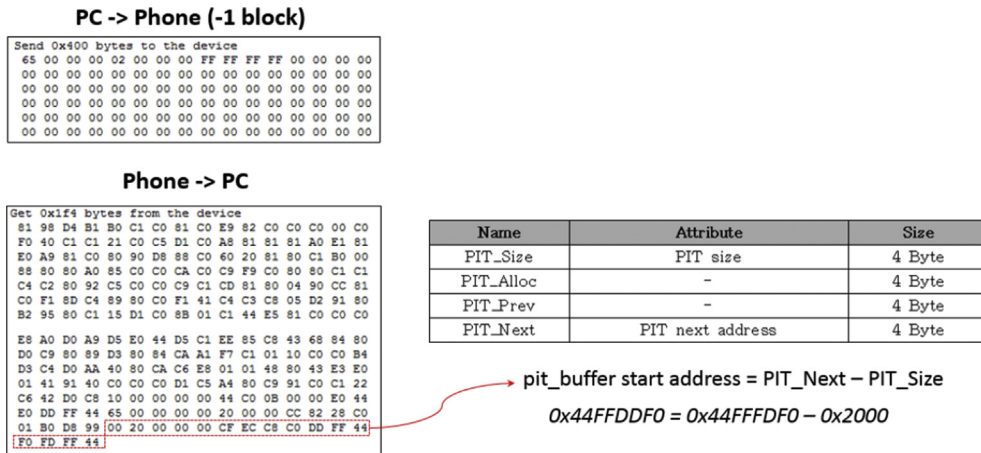 PC -> Phone (-1 block)
Send 0x400 bytes to the device
65 00 00 00 02 00 00 00 FF FF FF FF 00 00 00 00
00 00 00 00 00 00 00 00 00 00 00 00 00 00 00 00
00 00 00 00 00 00 00 00 00 00 00 00 00 00 00 00
00 00 00 00 00 00 00 00 00 00 00 00 00 00 00 00
00 00 00 00 00 00 00 00 00 00 00 00 00 00 00 00
00 00 00 00 00 00 00 00 00 00 00 00 00 00 00 00
Phone -> PC
Get 0x1f4 bytes from the device
81 98 D4 B1 B0 C1 C0 81 C0 E9 82 C0 C0 C0 00 C0
F0 40 C1 C1 21 C0 C5 D1 C0 A8 81 81 81 A0 E1 81
E0 A9 81 C0 80 90 D8 88 C0 60 20 81 80 C1 B0 00
88 80 80 A0 85 C0 C0 CA C0 C9 F9 C0 80 80 C1 C1
C4 C2 80 92 C5 C0 C0 C9 C1 CD 81 80 04 90 CC 81
C0 F1 8D C4 89 80 C0 F1 41 C4 C3 C8 05 D2 91 80
B2 95 80 C1 15 D1 C0 8B 01 C1 44 E5 81 C0 C0 C0
E8 A0 D0 A9 D5 E0 44 D5 C1 EE 85 C8 43 68 84 80
D0 C9 80 89 D3 80 84 CA A1 F7 C1 01 10 C0 C0 B4
D3 C4 D0 AA 40 80 CA C6 E8 01 01 48 80 43 E3 E0
01 41 91 40 C0 C0 C0 D1 C5 A4 80 C9 91 C0 C1 22
C6 42 D0 C8 10 00 00 00 00 44 C0 0B 00 00 E0 44
E0 DD FF 44 65 00 00 00 00 20 00 00 CC 82 28 C0
01 B0 D8 99 00 20 00 00 00 CF EC C8 C0 DD FF 44
F0 FD FF 44
Name Attribute Size
PIT_Size PIT size 4 Byte
PIT_Alloc - 4 Byte
PIT_Prev - 4 Byte
PIT_Next PIT next address 4 Byte
pit_buffer start address = PIT_Next – PIT_Size
0x44FFDDF0 = 0x44FFFDF0 – 0x2000